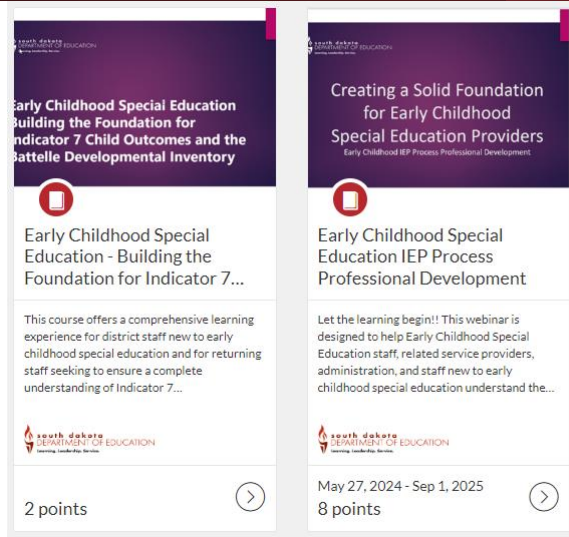 south dakota
DEPARTMENT OF EDUCATION
Learning. Leadership. Service.
Early Childhood Special Education
Building the Foundation for
Indicator 7 Child Outcomes and the
Battelle Developmental Inventory
Early Childhood Special
Education - Building the
Foundation for Indicator 7...
This course offers a comprehensive learning
experience for district staff new to early
childhood special education and for returning
staff seeking to ensure a complete
understanding of Indicator 7...
south dakota
DEPARTMENT OF EDUCATION
Learning. Leadership. Service.
2 points
south dakota
DEPARTMENT OF EDUCATION
Learning. Leadership. Service.
Creating a Solid Foundation
for Early Childhood
Special Education Providers
Early Childhood IEP Process Professional Development
Early Childhood Special
Education IEP Process
Professional Development
Let the learning begin!! This webinar is
designed to help Early Childhood Special
Education staff, related service providers,
administration, and staff new to early
childhood special education understand the...
south dakota
DEPARTMENT OF EDUCATION
Learning. Leadership. Service.
May 27, 2024 - Sep 1, 2025
8 points